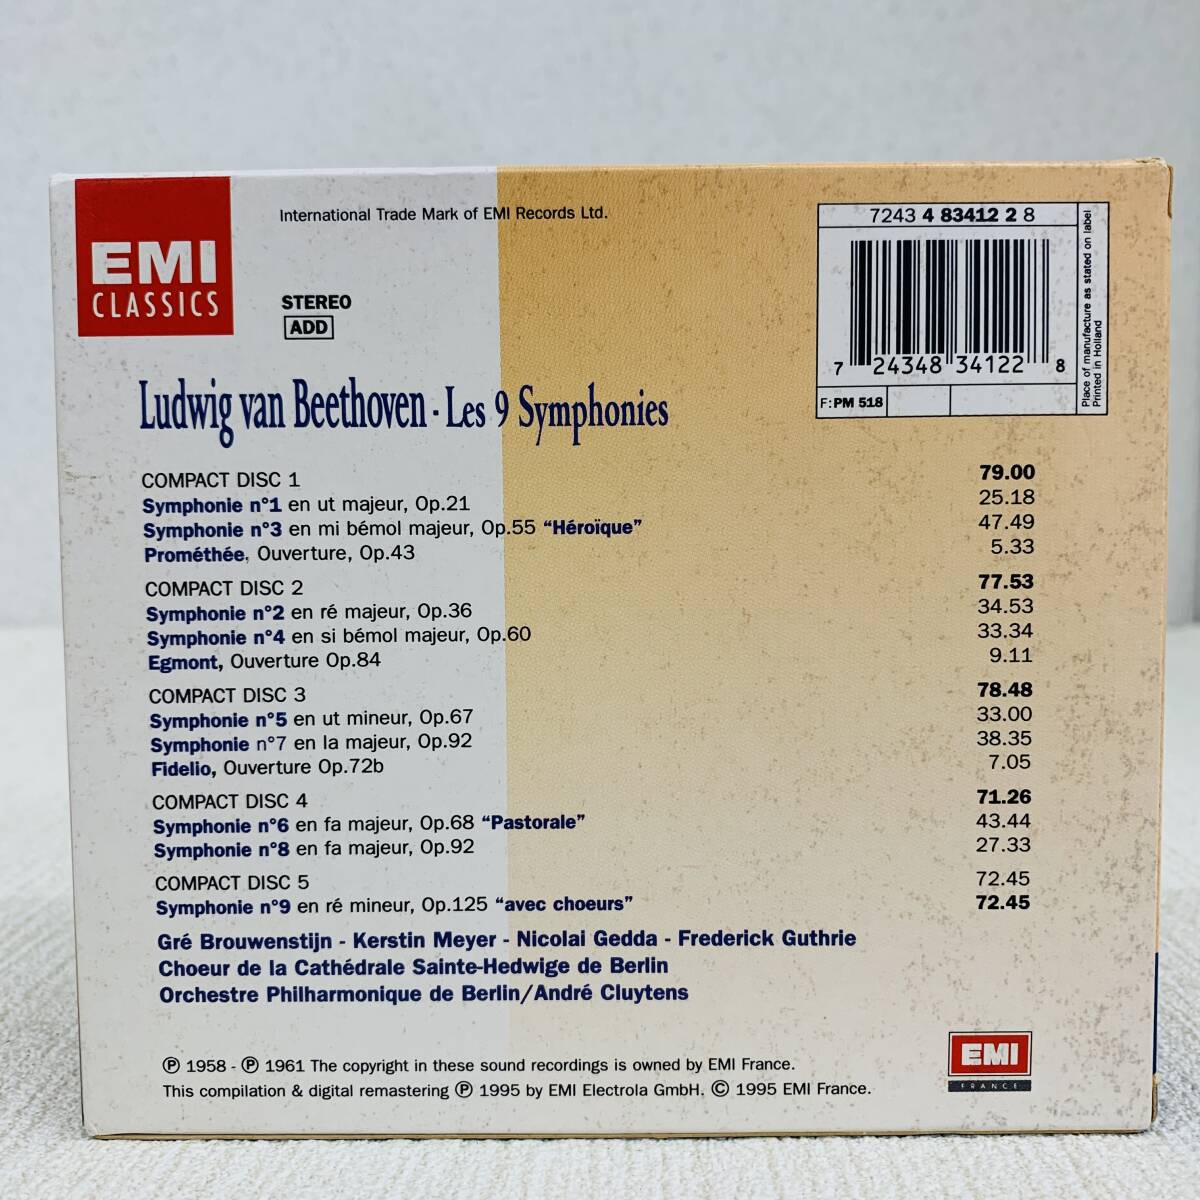 EMI
CLASSICS
International Trade Mark of EMI Records Ltd.
STEREO
ADD
7243 4 83412 2 8
7 24348 34122 8
F: PM 518
Place of manufacture as stated on label
Printed in Holland
Ludwig van Beethoven · Les 9 Symphonies
COMPACT DISC 1 79.00
Symphonie n°1 en ut majeur, Op.21 25.18
Symphonie n°3 en mi bémol majeur, Op.55 “Héroïque” 47.49
Prométhée, Ouverture, Op.43 5.33
COMPACT DISC 2 77.53
Symphonie n°2 en ré majeur, Op.36 34.53
Symphonie n°4 en si bémol majeur, Op.60 33.34
Egmont, Ouverture Op.84 9.11
COMPACT DISC 3 78.48
Symphonie n°5 en ut mineur, Op.67 33.00
Symphonie n°7 en la majeur, Op.92 38.35
Fidelio, Ouverture Op.72b 7.05
COMPACT DISC 4 71.26
Symphonie n°6 en fa majeur, Op.68 “Pastorale” 43.44
Symphonie n°8 en fa majeur, Op.92 27.33
COMPACT DISC 5 72.45
Symphonie n°9 en ré mineur, Op.125 “avec choeurs” 72.45
Gré Brouwenstijn - Kerstin Meyer - Nicolai Gedda - Frederick Guthrie
Choeur de la Cathédrale Sainte-Hedwige de Berlin
Orchestre Philharmonique de Berlin/André Cluytens
℗ 1958 - ℗ 1961 The copyright in these sound recordings is owned by EMI France.
This compilation & digital remastering ℗ 1995 by EMI Electrola GmbH. © 1995 EMI France.
EMI
FRANCE